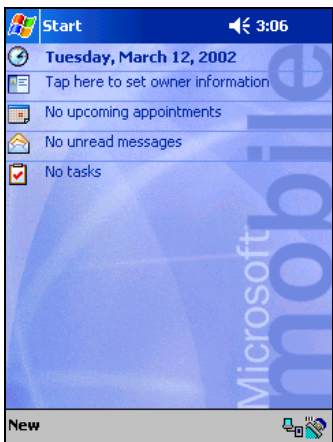 Start 3:06
Tuesday, March 12, 2002
Tap here to set owner information
No upcoming appointments
No unread messages
No tasks
Microsoft
mobile
New